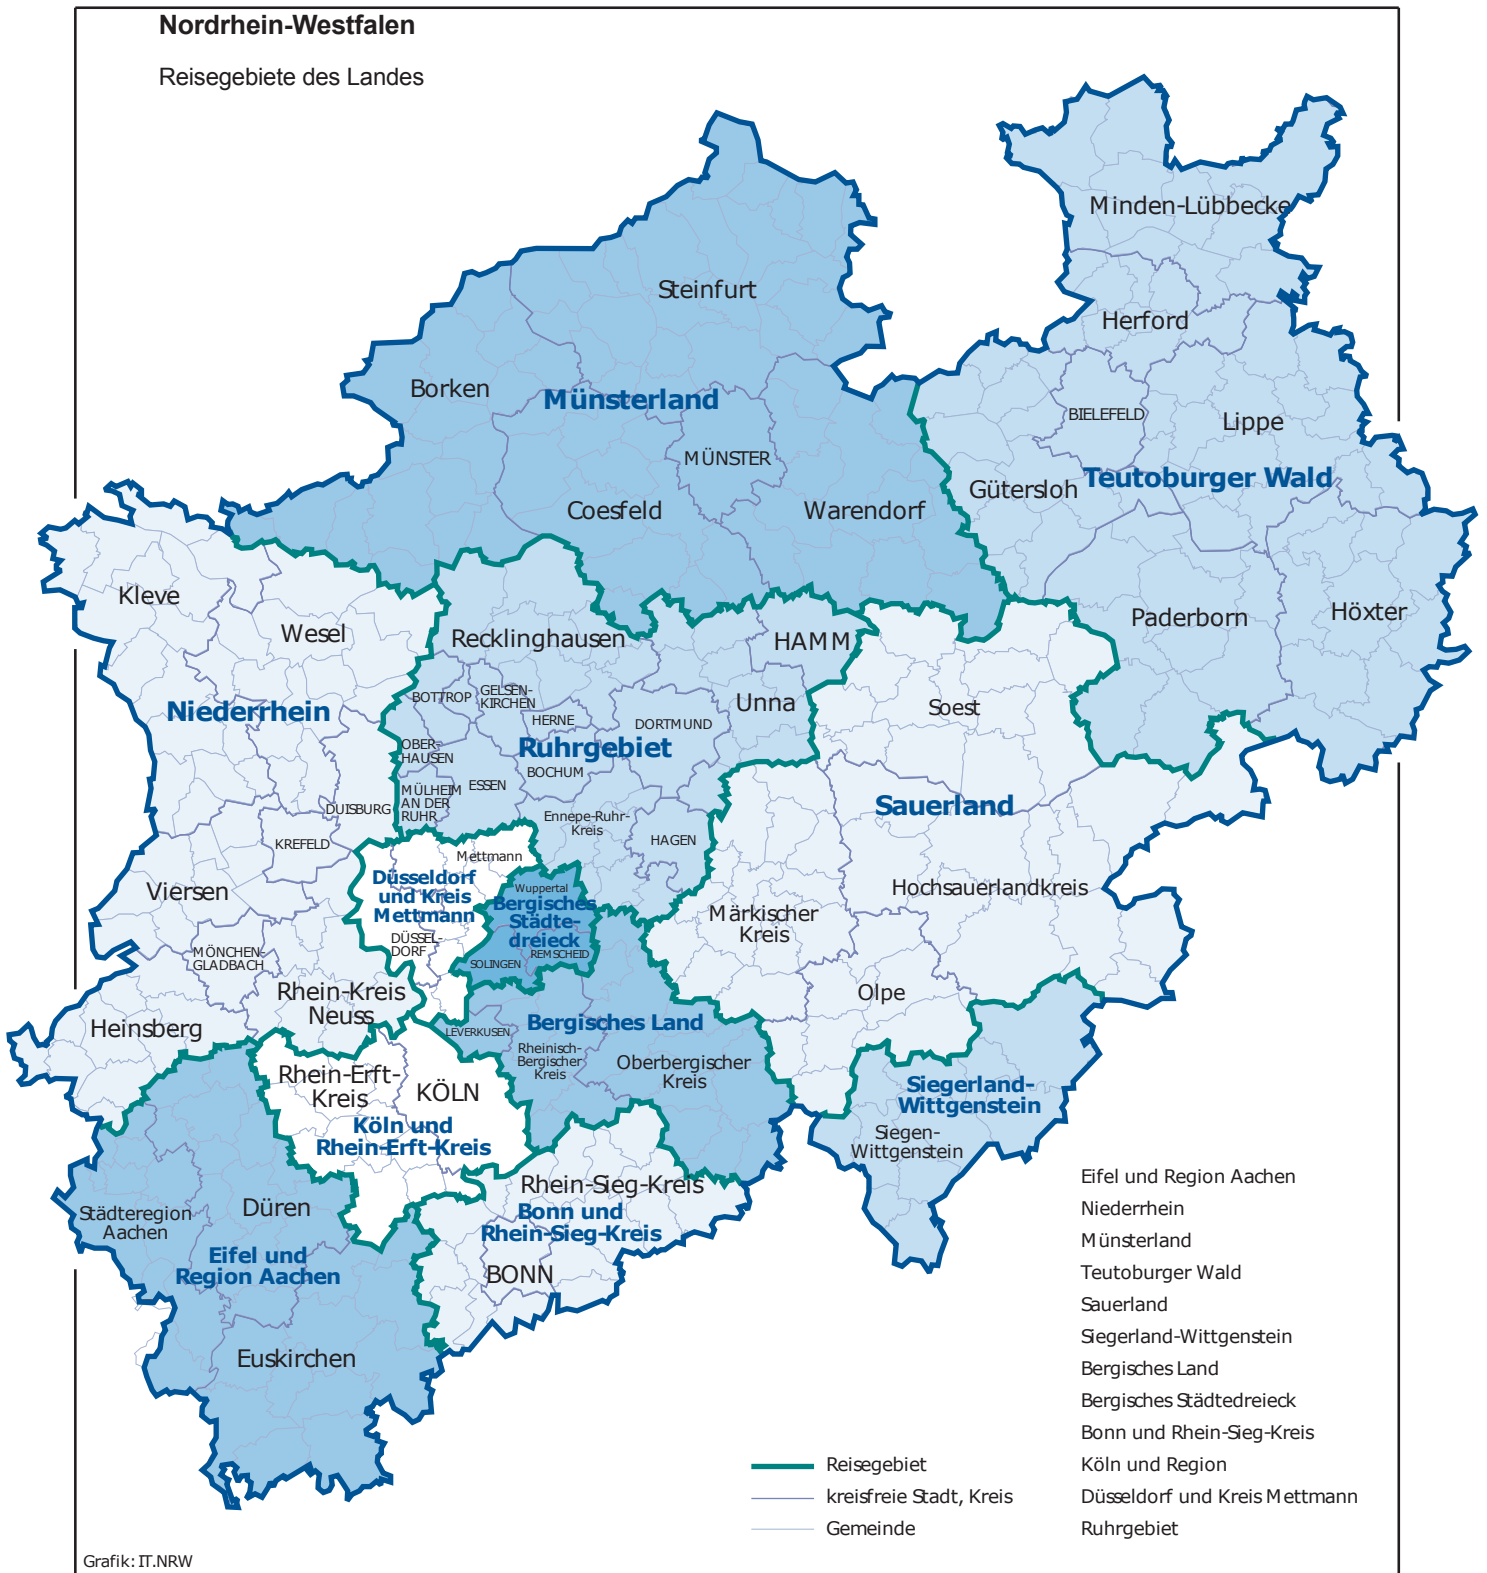 Nordrhein-Westfalen
Reisegebiete des Landes
Minden-Lübbecke
Steinfurt
Herford
Borken
Münsterland
BIELEFELD
Lippe
MÜNSTER
Teutoburger Wald
Gütersloh
Coesfeld
Warendorf
Kleve
Wesel
Recklinghausen
HAMM
Paderborn
Höxter
Niederrhein
BOTTROP
GELSEN-
KIRCHEN
HERNE
DORTMUND
Unna
Soest
OBER-
HAUSEN
Ruhrgebiet
BOCHUM
ESSEN
MÜLHEIM
AN DER
RUHR
DUISBURG
Sauerland
Ennepe-Ruhr-
Kreis
HAGEN
KREFELD
Mettmann
Düsseldorf
und Kreis
Mettmann
Viersen
Wuppertal
Bergisches
Städte-
dreieck
Hochsauerlandkreis
Märkischer
Kreis
DÜSSEL-
DORF
MÖNCHEN-
GLADBACH
SOLINGEN
REMSCHEID
Rhein-Kreis
Neuss
Olpe
Heinsberg
LEVERKUSEN
Bergisches Land
Rheinisch-
Bergischer
Kreis
Oberbergischer
Kreis
Rhein-Erft-
Kreis
KÖLN
Köln und
Rhein-Erft-Kreis
Siegerland-
Wittgenstein
Siegen-
Wittgenstein
Rhein-Sieg-Kreis
Bonn und
Rhein-Sieg-Kreis
BONN
Städteregion
Aachen
Düren
Eifel und
Region Aachen
Euskirchen
Eifel und Region Aachen
Niederrhein
Münsterland
Teutoburger Wald
Sauerland
Siegerland-Wittgenstein
Bergisches Land
Bergisches Städtedreieck
Bonn und Rhein-Sieg-Kreis
Köln und Region
Düsseldorf und Kreis Mettmann
Ruhrgebiet
Reisegebiet
kreisfreie Stadt, Kreis
Gemeinde
Grafik: IT.NRW